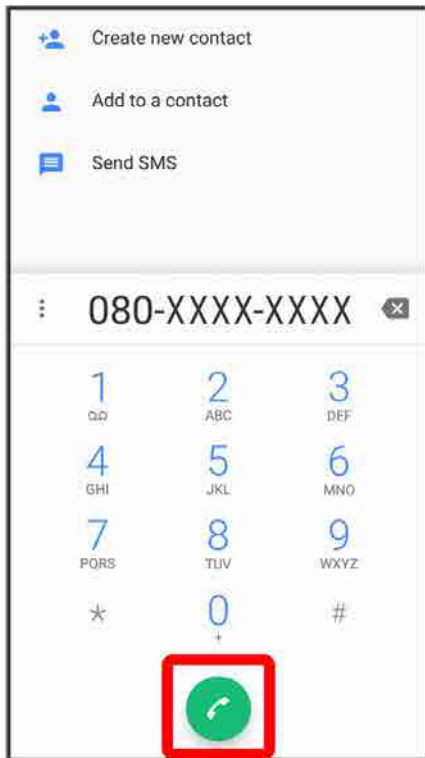 Create new contact
Add to a contact
Send SMS
080-XXXX-XXXX
1 2 3
ABC DEF
4 5 6
GHI JKL MNO
7 8 9
PQRS TUV WXYZ
* 0 #
+